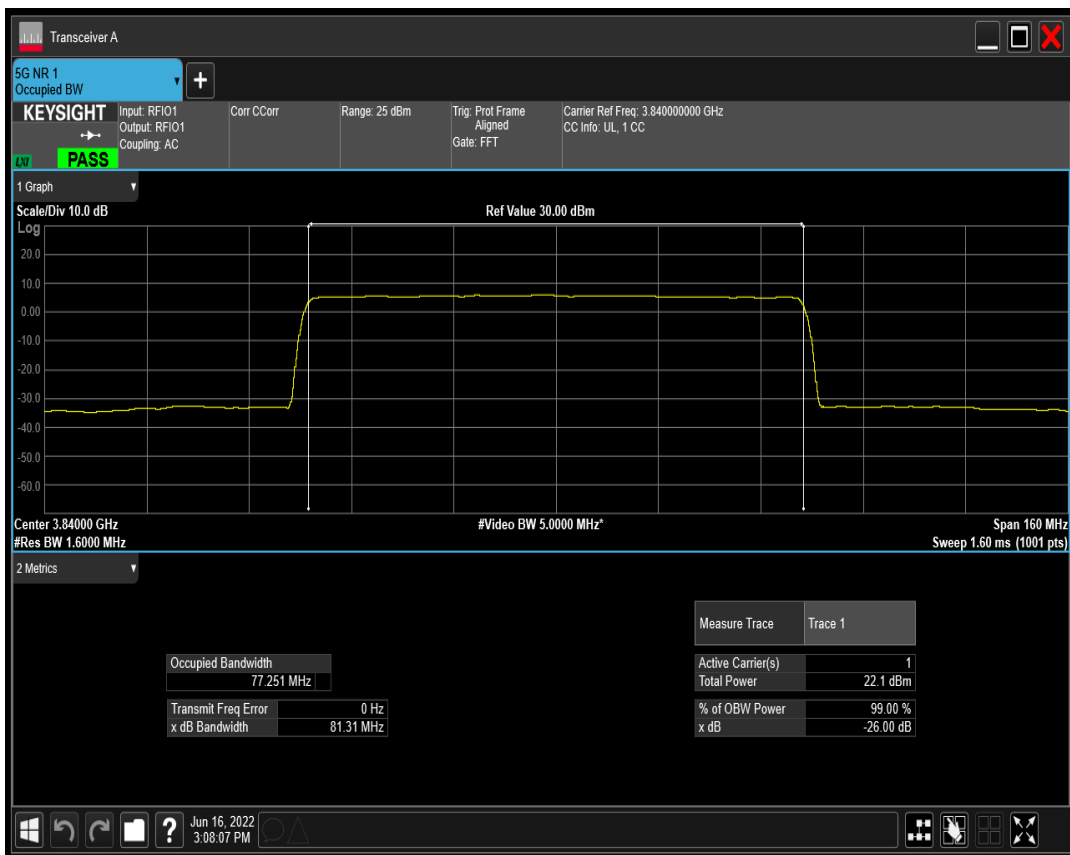 Transceiver A
5G NR 1
Occupied BW
+
KEYSIGHT
LXI PASS
Input: RFIO1
Output: RFIO1
Coupling: AC
Corr CCorr
Range: 25 dBm
Trig: Prot Frame
Aligned
Gate: FFT
Carrier Ref Freq: 3.840000000 GHz
CC Info: UL, 1 CC
1 Graph
Scale/Div 10.0 dB
Ref Value 30.00 dBm
Log
20.0
10.0
0.00
-10.0
-20.0
-30.0
-40.0
-50.0
-60.0
Center 3.84000 GHz
#Video BW 5.0000 MHz*
Span 160 MHz
#Res BW 1.6000 MHz
Sweep 1.60 ms (1001 pts)
2 Metrics
Measure Trace Trace 1
Occupied Bandwidth
77.251 MHz
Active Carrier(s) 1
Total Power 22.1 dBm
Transmit Freq Error 0 Hz
x dB Bandwidth 81.31 MHz
% of OBW Power 99.00 %
x dB -26.00 dB
?
Jun 16, 2022
3:08:07 PM